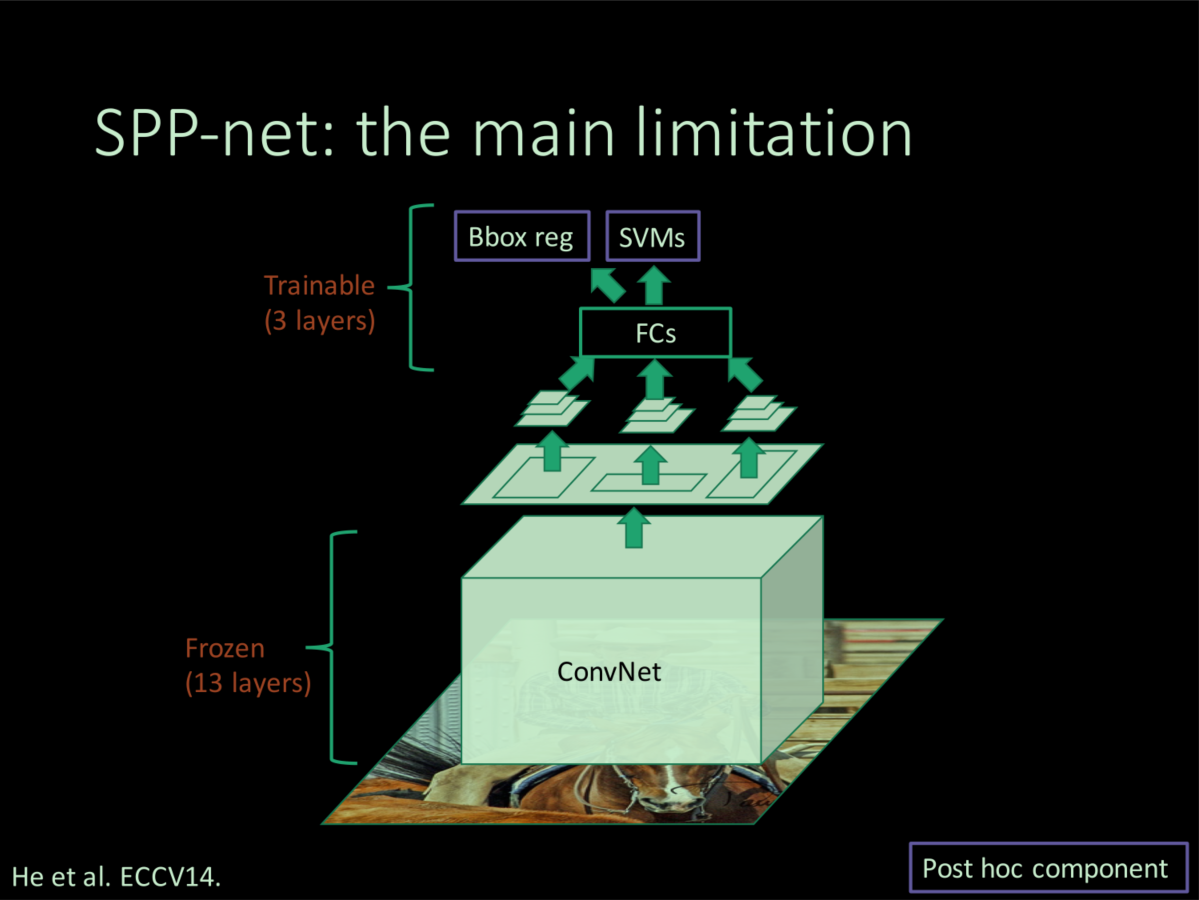 SPP-net: the main limitation
Bbox reg
SVMs
Trainable
(3 layers)
FCs
Frozen
(13 layers)
ConvNet
Post hoc component
He et al. ECCV14.